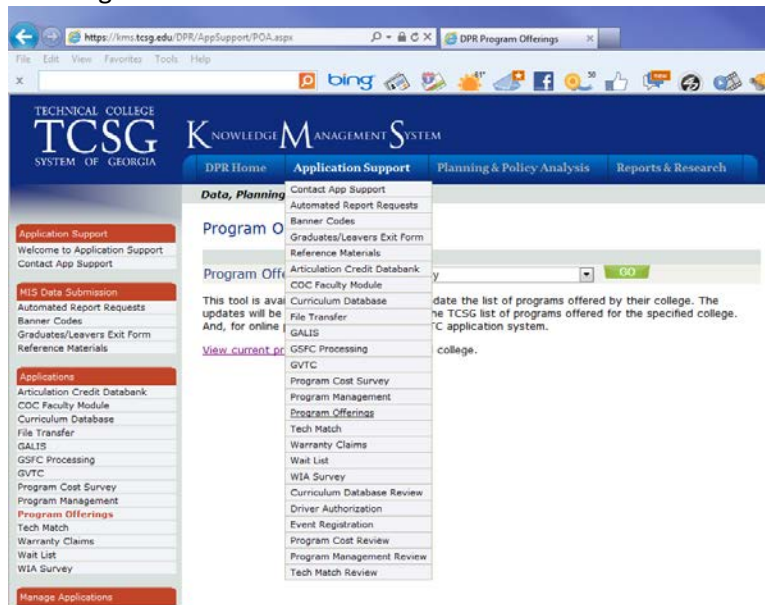 https://kms.tcsg.edu/DPR/AppSupport/POA.aspx
DPR Program Offerings
File Edit View Favorites Tools Help
x
bing
61°
new
TECHNICAL COLLEGE
TCSG
SYSTEM OF GEORGIA
KNOWLEDGE MANAGEMENT SYSTEM
DPR Home Application Support Planning & Policy Analysis Reports & Research
Data, Planning
Contact App Support
Automated Report Requests
Banner Codes
Graduates/Leavers Exit Form
Reference Materials
Articulation Credit Databank
COC Faculty Module
Curriculum Database
File Transfer
GALIS
GSFC Processing
GVTC
Program Cost Survey
Program Management
Program Offerings
Tech Match
Warranty Claims
Wait List
WIA Survey
Curriculum Database Review
Driver Authorization
Event Registration
Program Cost Review
Program Management Review
Tech Match Review
Program O
Program Offe y GO
This tool is avai date the list of programs offered by their college. The
updates will be he TCSG list of programs offered for the specified college.
And, for online TC application system.
View current pr college.
Application Support
Welcome to Application Support
Contact App Support
MIS Data Submission
Automated Report Requests
Banner Codes
Graduates/Leavers Exit Form
Reference Materials
Applications
Articulation Credit Databank
COC Faculty Module
Curriculum Database
File Transfer
GALIS
GSFC Processing
GVTC
Program Cost Survey
Program Management
Program Offerings
Tech Match
Warranty Claims
Wait List
WIA Survey
Manage Applications